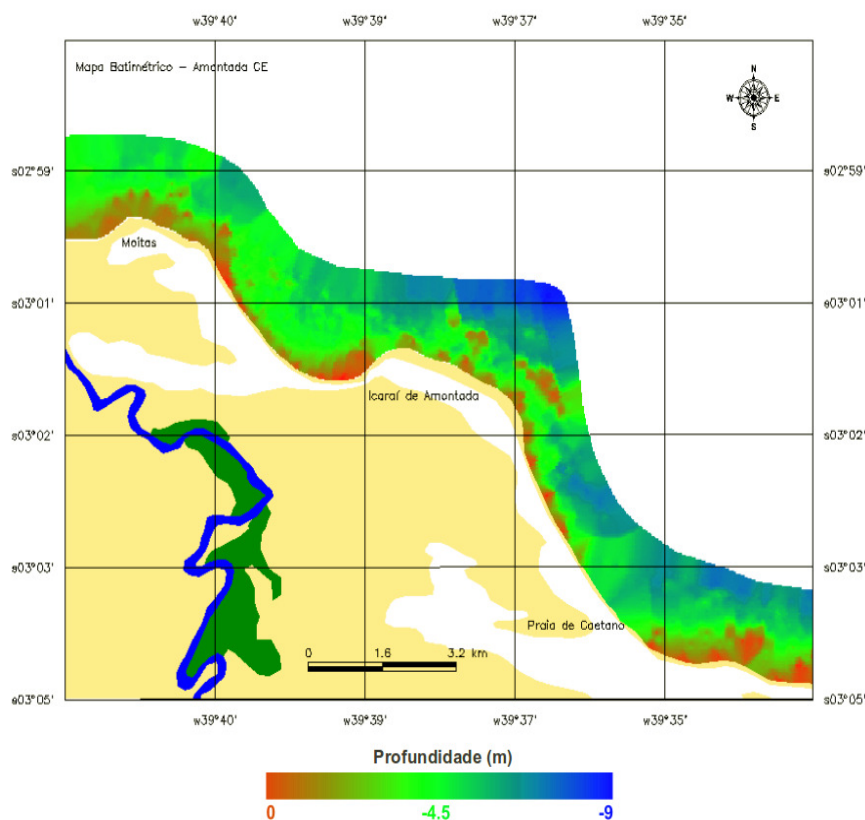 w39°40' w39°39' w39°37' w39°35'
Mapa Batimétrico - Amontada CE
N
W E
S
s02°59' s02°59'
Moitas
s03°01' s03°01'
Icaraí de Amontada
s03°02' s03°02'
s03°03' s03°03'
Praia de Caetano
0 1.6 3.2 km
s03°05' s03°05'
w39°40' w39°39' w39°37' w39°35'
Profundidade (m)
0 -4.5 -9